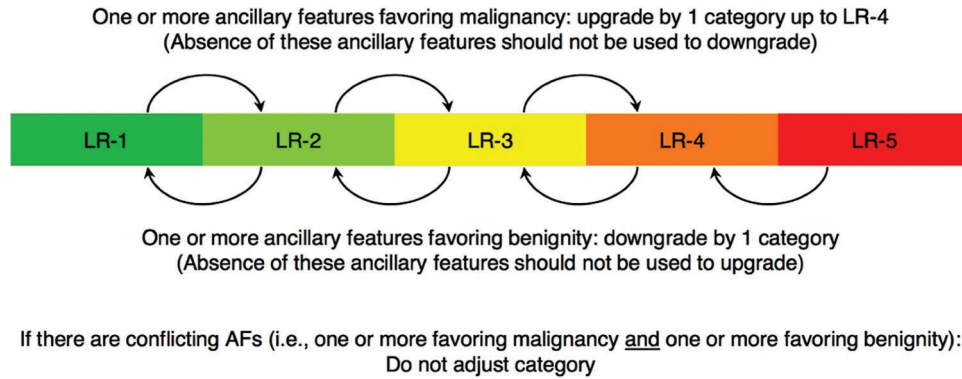 One or more ancillary features favoring malignancy: upgrade by 1 category up to LR-4
(Absence of these ancillary features should not be used to downgrade)
LR-1 LR-2 LR-3 LR-4 LR-5
One or more ancillary features favoring benignity: downgrade by 1 category
(Absence of these ancillary features should not be used to upgrade)
If there are conflicting AFs (i.e., one or more favoring malignancy and one or more favoring benignity):
Do not adjust category